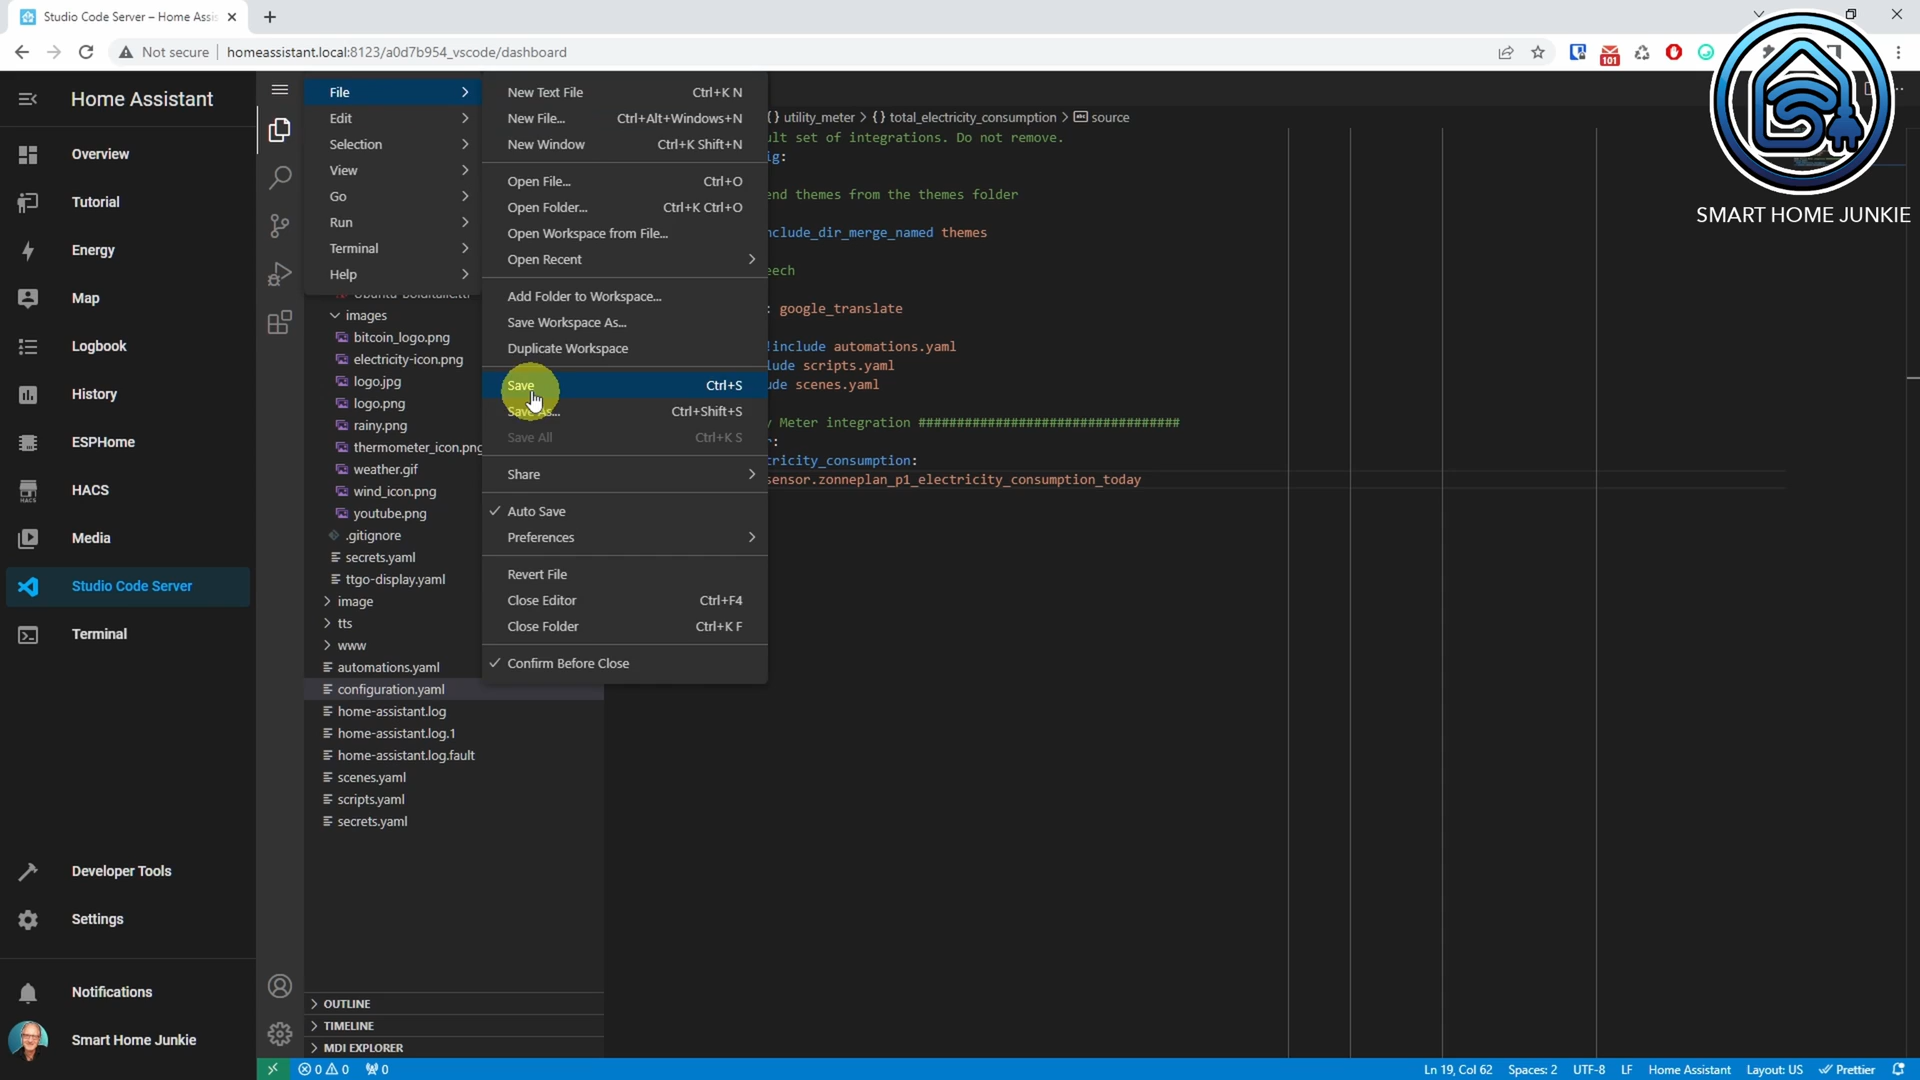 Studio Code Server – Home Assis
Not secure
homeassistant.local:8123/a0d7b954_vscode/dashboard
101
SMART HOME JUNKIE
Home Assistant
Overview
Tutorial
Energy
Map
Logbook
History
ESPHome
HACS
Media
Studio Code Server
Terminal
Developer Tools
Settings
Notifications
Smart Home Junkie
File
Edit
Selection
View
Go
Run
Terminal
Help
images
bitcoin_logo.png
electricity-icon.png
logo.jpg
logo.png
rainy.png
thermometer_icon.png
weather.gif
wind_icon.png
youtube.png
.gitignore
secrets.yaml
ttgo-display.yaml
image
tts
www
automations.yaml
configuration.yaml
home-assistant.log
home-assistant.log.1
home-assistant.log.fault
scenes.yaml
scripts.yaml
secrets.yaml
OUTLINE
TIMELINE
MDI EXPLORER
New Text File Ctrl+K N
New File... Ctrl+Alt+Windows+N
New Window Ctrl+K Shift+N
Open File... Ctrl+O
Open Folder... Ctrl+K Ctrl+O
Open Workspace from File...
Open Recent
Add Folder to Workspace...
Save Workspace As...
Duplicate Workspace
Save Ctrl+S
Save As... Ctrl+Shift+S
Save All Ctrl+K S
Share
Auto Save
Preferences
Revert File
Close Editor Ctrl+F4
Close Folder Ctrl+K F
Confirm Before Close
{} utility_meter > {} total_electricity_consumption > source
ult set of integrations. Do not remove.
ig:
end themes from the themes folder
nclude_dir_merge_named themes
eech
: google_translate
!include automations.yaml
lude scripts.yaml
ude scenes.yaml
y Meter integration ##################################
r:
tricity_consumption:
sensor.zonneplan_p1_electricity_consumption_today
0 0 0
Ln 19, Col 62 Spaces: 2 UTF-8 LF Home Assistant Layout: US Prettier